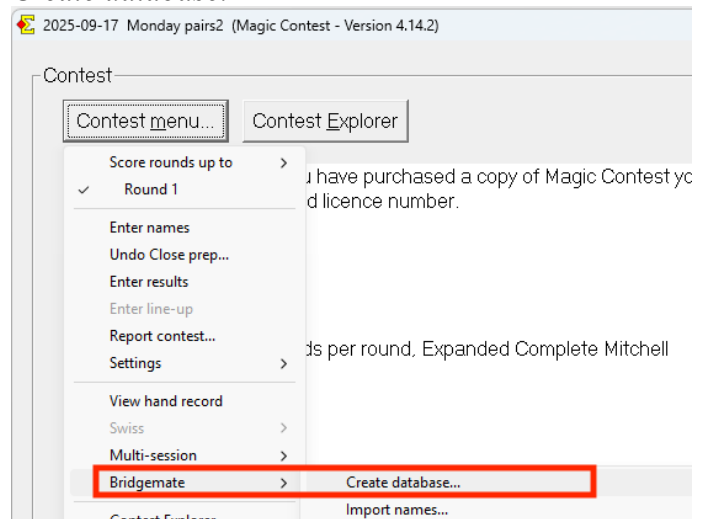 2025-09-17 Monday pairs2 (Magic Contest - Version 4.14.2)
Contest
Contest menu... Contest Explorer
Score rounds up to >
✓ Round 1
have purchased a copy of Magic Contest
d licence number.
Enter names
Undo Close prep...
Enter results
Enter line-up
Report contest...
ds per round, Expanded Complete Mitchell
Settings >
View hand record
Swiss >
Multi-session >
Bridgemate > Create database...
Import names...
Contest Explorer